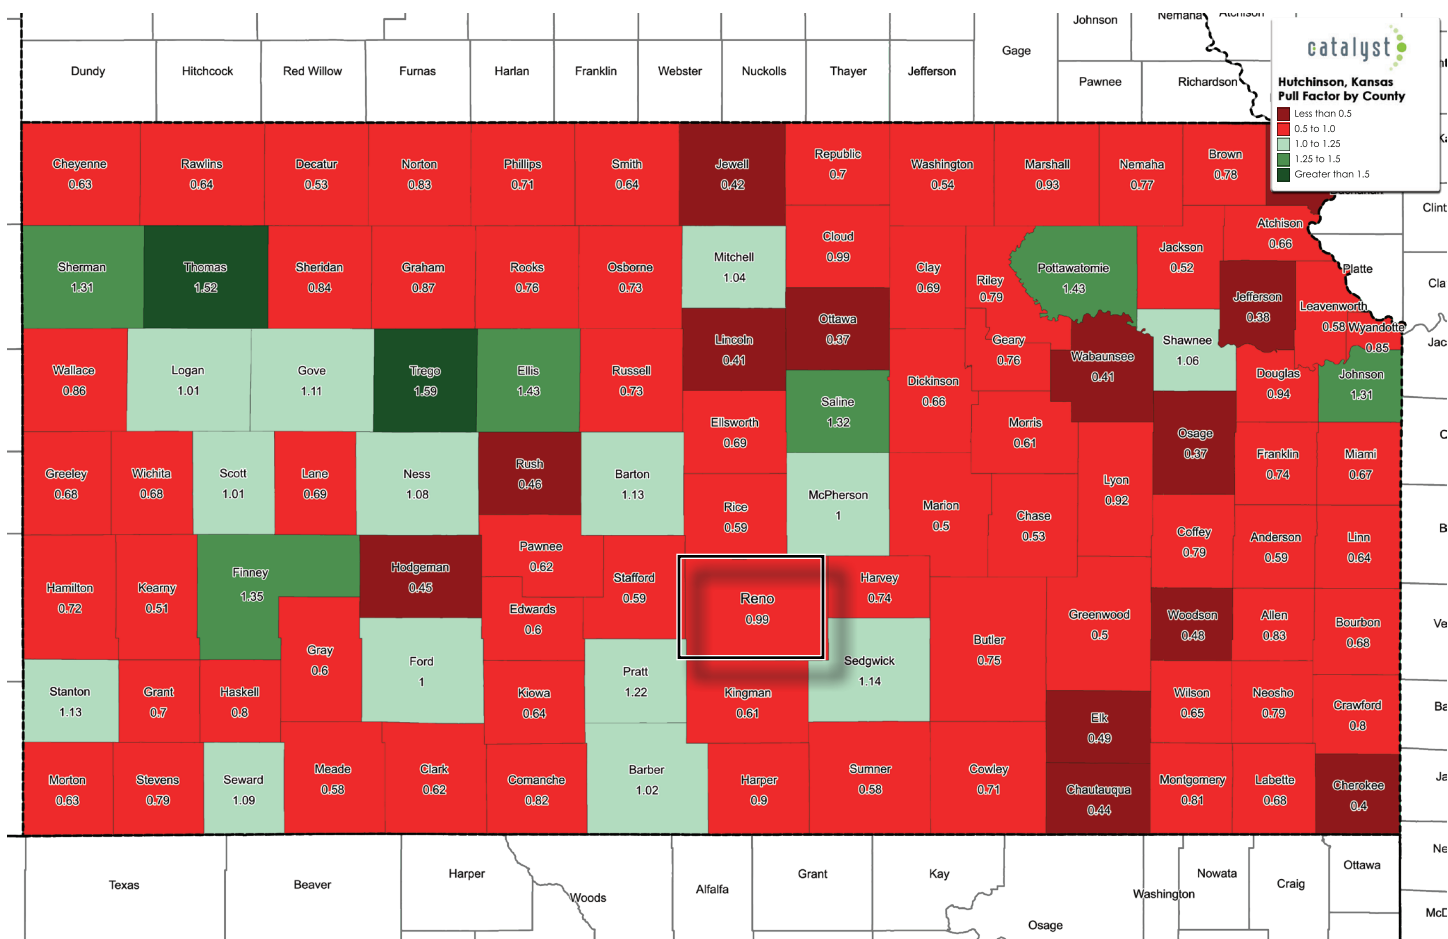 Johnson
Nemaha
Atchison
Gage
Dundy
Hitchcock
Red Willow
Furnas
Harlan
Franklin
Webster
Nuckolls
Thayer
Jefferson
Pawnee
Richardson
catalyst
Hutchinson, Kansas
Pull Factor by County
Less than 0.5
0.5 to 1.0
1.0 to 1.25
1.25 to 1.5
Greater than 1.5
Cheyenne
0.63
Rawlins
0.64
Decatur
0.53
Norton
0.83
Phillips
0.71
Smith
0.64
Jewell
0.42
Republic
0.7
Washington
0.54
Marshall
0.93
Nemaha
0.77
Brown
0.78
Buchanan
Clint
Sherman
1.31
Thomas
1.52
Sheridan
0.84
Graham
0.87
Rooks
0.76
Osborne
0.73
Mitchell
1.04
Cloud
0.99
Clay
0.69
Riley
0.79
Pottawatomie
1.43
Jackson
0.52
Atchison
0.66
Platte
Cla
Jefferson
0.38
Leavenworth
0.58
Wyandotte
0.85
Jac
Wallace
0.86
Logan
1.01
Gove
1.11
Trego
1.59
Ellis
1.43
Russell
0.73
Lincoln
0.41
Ottawa
0.37
Saline
1.32
Dickinson
0.66
Geary
0.76
Wabaunsee
0.41
Shawnee
1.06
Douglas
0.94
Johnson
1.31
Ellsworth
0.69
Morris
0.61
Osage
0.37
Franklin
0.74
Miami
0.67
C
Greeley
0.68
Wichita
0.68
Scott
1.01
Lane
0.69
Ness
1.08
Rush
0.46
Barton
1.13
Rice
0.59
McPherson
1
Marion
0.5
Chase
0.53
Lyon
0.92
Coffey
0.79
Anderson
0.59
Linn
0.64
B
Hamilton
0.72
Kearny
0.51
Finney
1.35
Hodgeman
0.45
Pawnee
0.62
Edwards
0.6
Stafford
0.59
Reno
0.99
Harvey
0.74
Sedgwick
1.14
Butler
0.75
Greenwood
0.5
Woodson
0.48
Allen
0.83
Bourbon
0.68
Ve
Gray
0.6
Ford
1
Stanton
1.13
Grant
0.7
Haskell
0.8
Kiowa
0.64
Pratt
1.22
Kingman
0.61
Elk
0.49
Wilson
0.65
Neosho
0.79
Crawford
0.8
Ba
Morton
0.63
Stevens
0.79
Seward
1.09
Meade
0.58
Clark
0.62
Comanche
0.82
Barber
1.02
Harper
0.9
Sumner
0.58
Cowley
0.71
Chautauqua
0.44
Montgomery
0.81
Labette
0.68
Cherokee
0.4
Ja
Ne
Texas
Beaver
Harper
Woods
Alfalfa
Grant
Kay
Osage
Washington
Nowata
Craig
Ottawa
McD